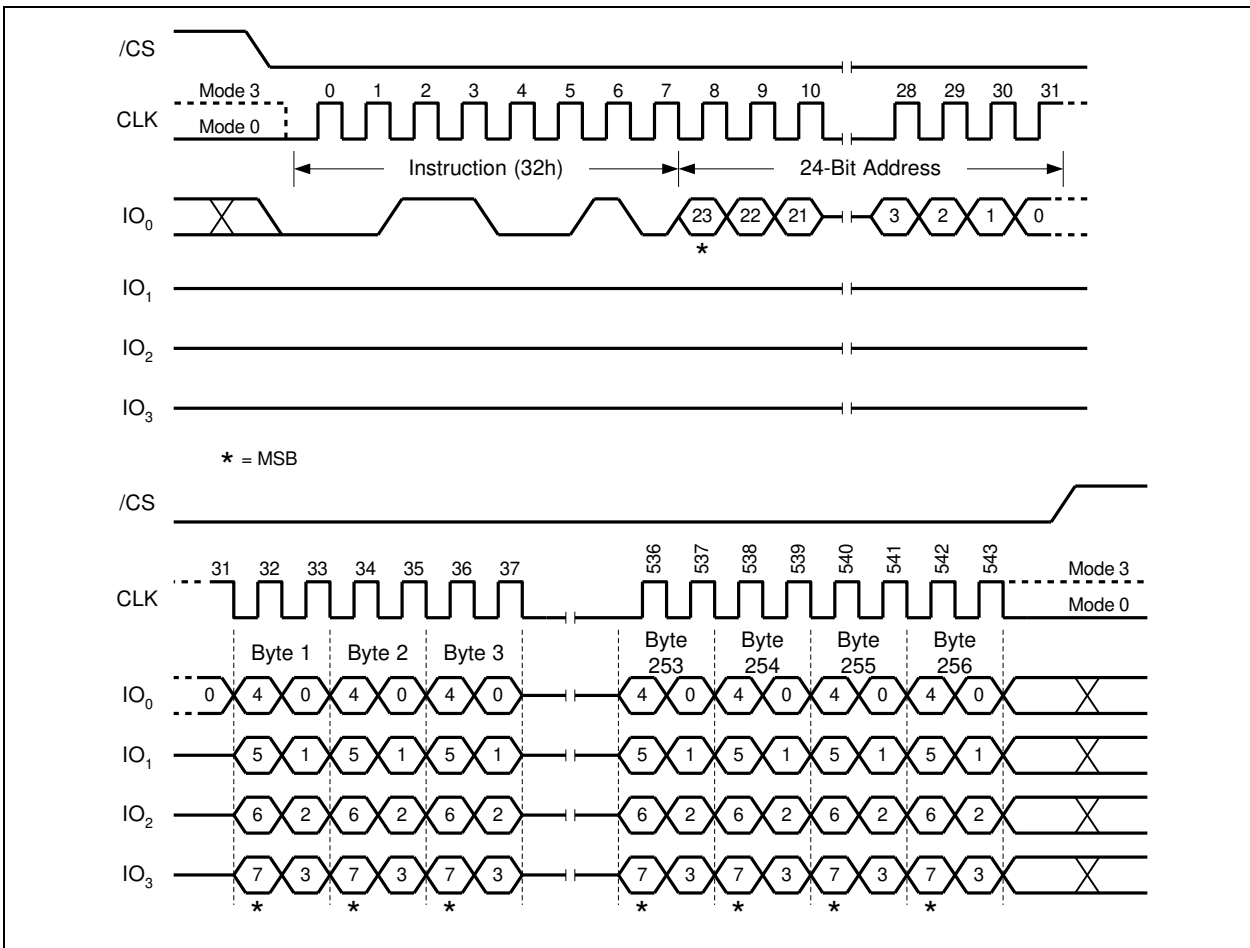 /CS
Mode 3 0 1 2 3 4 5 6 7 8 9 10 28 29 30 31
CLK
Mode 0
Instruction (32h) 24-Bit Address
IO0 23 22 21 3 2 1 0
*
IO1
IO2
IO3
* = MSB
/CS
31 32 33 34 35 36 37 536 537 538 539 540 541 542 543 Mode 3
CLK
Mode 0
Byte 1 Byte 2 Byte 3 Byte 253 Byte 254 Byte 255 Byte 256
IO0 0 4 0 4 0 4 0 4 0 4 0 4 0 4 0
IO1 5 1 5 1 5 1 5 1 5 1 5 1 5 1
IO2 6 2 6 2 6 2 6 2 6 2 6 2 6 2
IO3 7 3 7 3 7 3 7 3 7 3 7 3 7 3
* * * * * * *